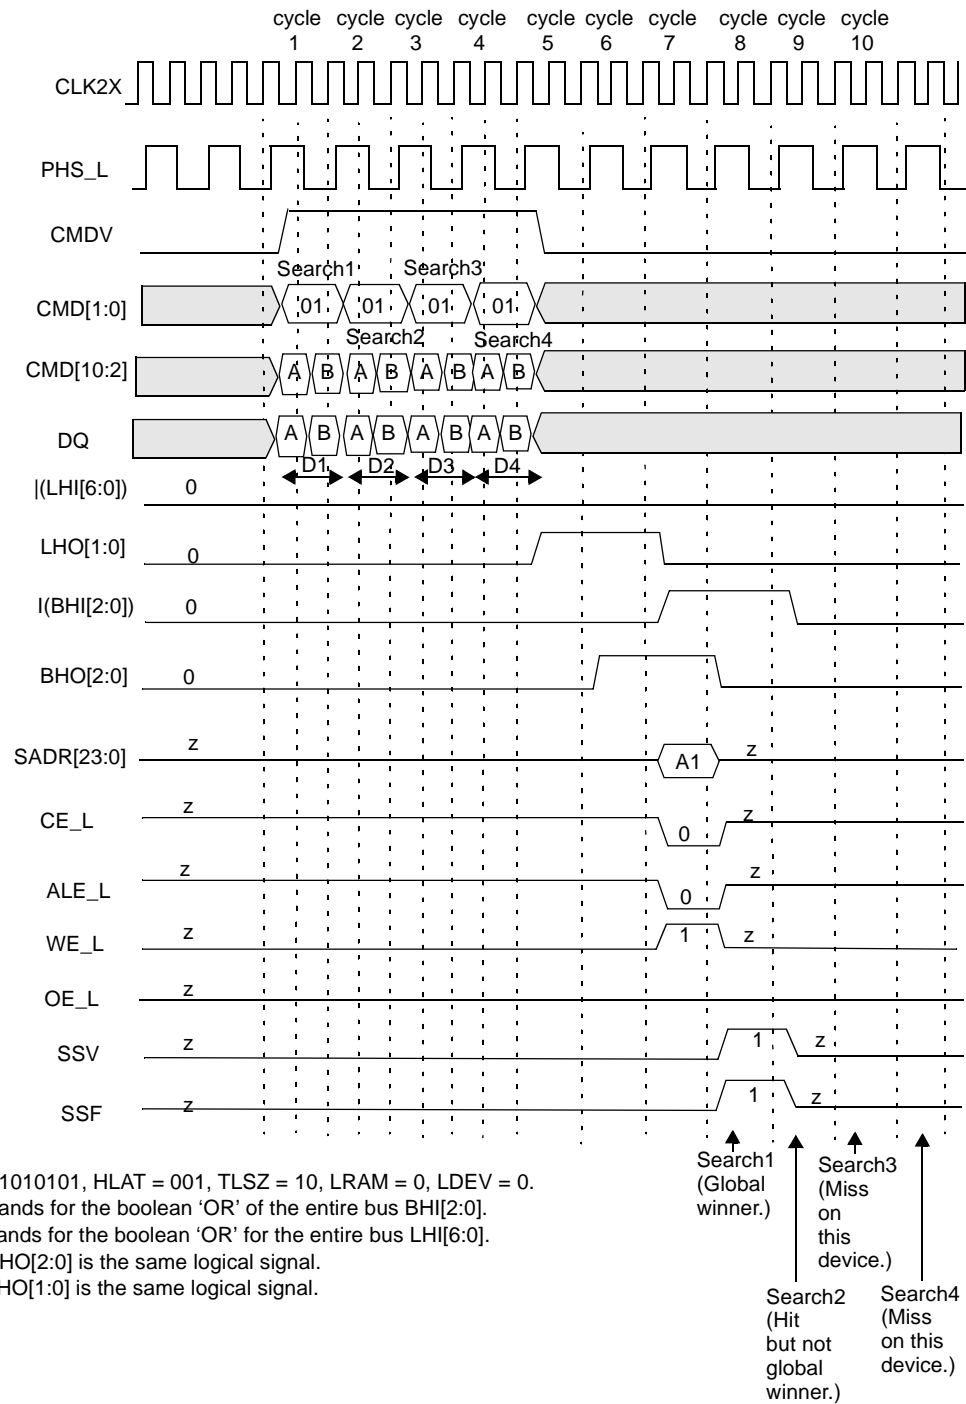 cycle cycle cycle cycle cycle cycle cycle cycle cycle cycle
1 2 3 4 5 6 7 8 9 10
CLK2X
PHS_L
CMDV
Search1 Search3
CMD[1:0] 01 01 01 01
Search2 Search4
CMD[10:2] A B A B A B A B
DQ A B A B A B A B
D1 D2 D3 D4
|(LHI[6:0]) 0
LHO[1:0] 0
I(BHI[2:0]) 0
BHO[2:0] 0
SADR[23:0] z A1 z
CE_L z 0 z
ALE_L z 0 z
WE_L z 1 z
OE_L z
SSV z 1 z
SSF z 1 z
Search1
(Global
winner.)
Search3
(Miss
on
this
device.)
Search2
(Hit
but not
global
winner.)
Search4
(Miss
on this
device.)
1010101, HLAT = 001, TLSZ = 10, LRAM = 0, LDEV = 0.
ands for the boolean ‘OR’ of the entire bus BHI[2:0].
ands for the boolean ‘OR’ for the entire bus LHI[6:0].
HO[2:0] is the same logical signal.
HO[1:0] is the same logical signal.